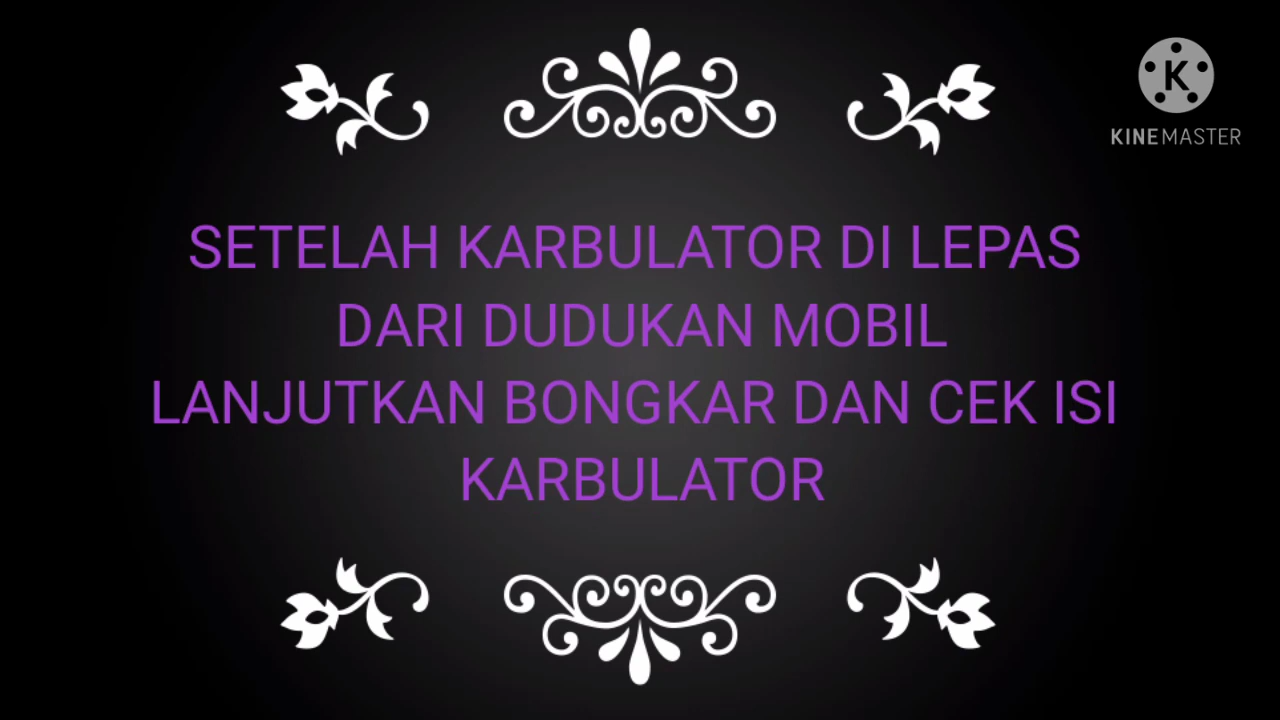 KINEMASTER
SETELAH KARBULATOR DI LEPAS
DARI DUDUKAN MOBIL
LANJUTKAN BONGKAR DAN CEK ISI
KARBULATOR